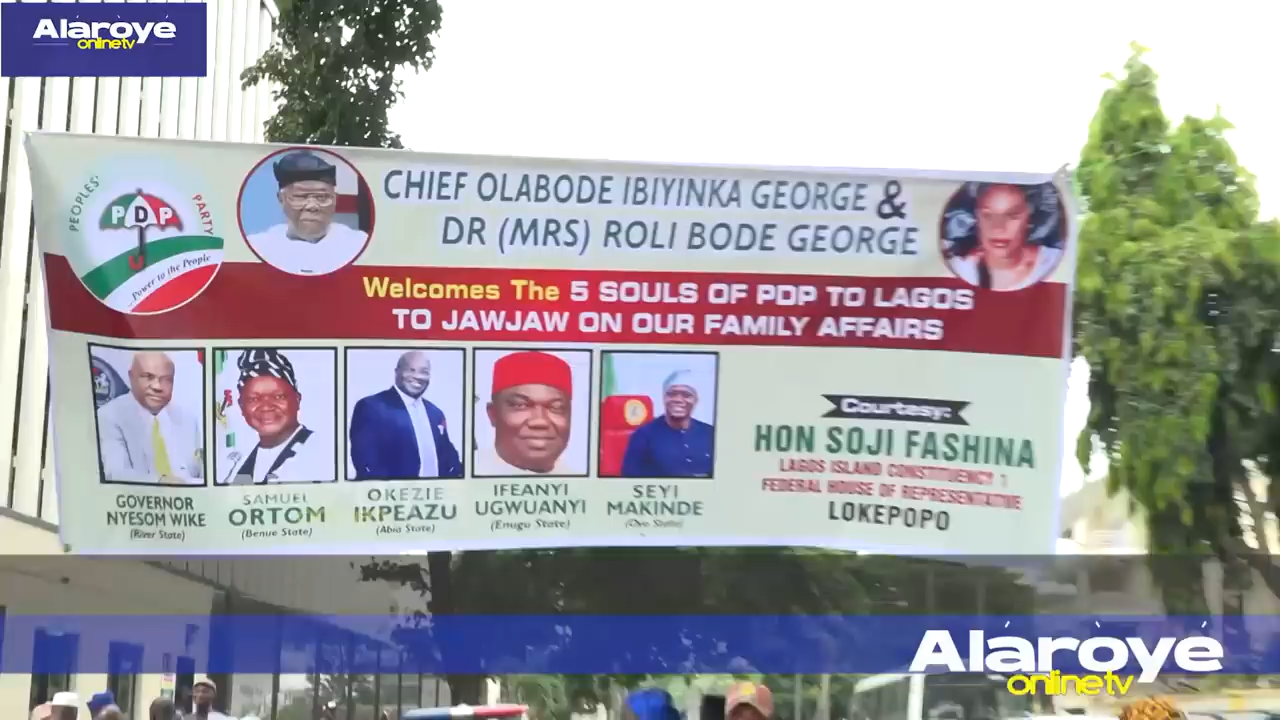 Alaroye
onlinetv
PEOPLES'
PARTY
PDP
Power to the People
CHIEF OLABODE IBIYINKA GEORGE &
DR (MRS) ROLI BODE GEORGE
Welcomes The 5 SOULS OF PDP TO LAGOS
TO JAWJAW ON OUR FAMILY AFFAIRS
GOVERNOR
NYESOM WIKE
(River State)
SAMUEL
ORTOM
(Benue State)
OKEZIE
IKPEAZU
(Abia State)
IFEANYI
UGWUANYI
(Enugu State)
SEYI
MAKINDE
(Oyo State)
Courtesy:
HON SOJI FASHINA
LAGOS ISLAND CONSTITUENCY 1
FEDERAL HOUSE OF REPRESENTATIVE
LOKEPOPO
Alaroye
onlinetv